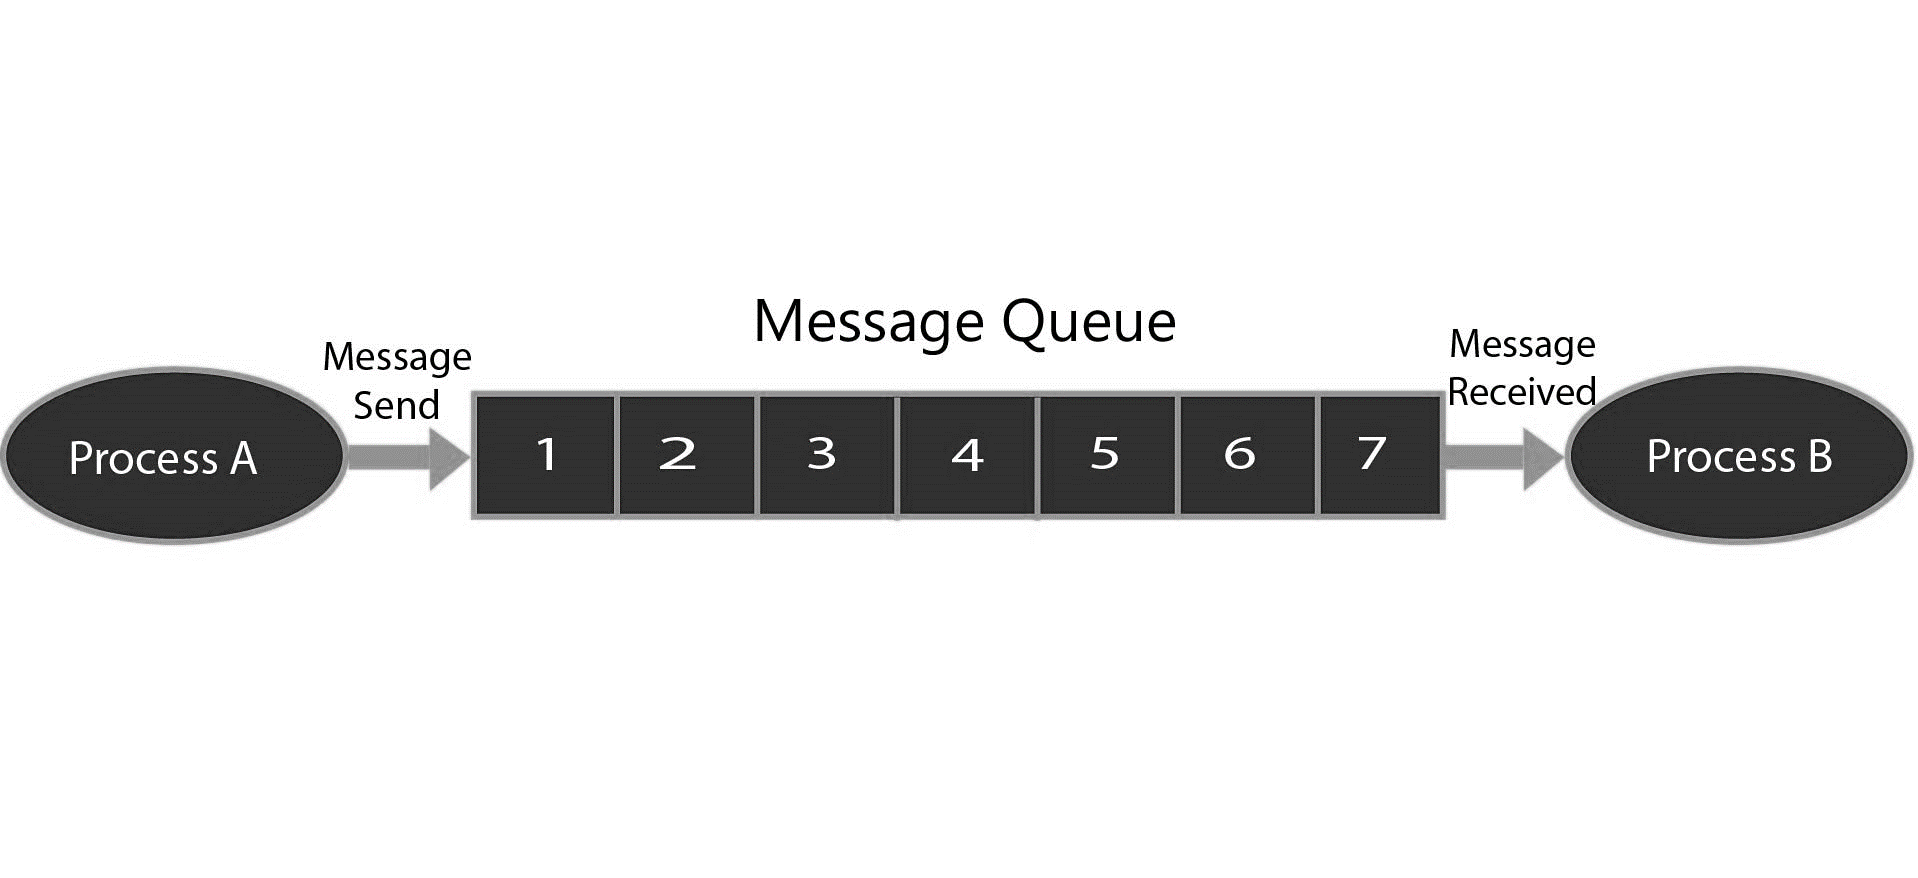 Message Queue
Message
Send
Message
Received
Process A
1 2 3 4 5 6 7
Process B